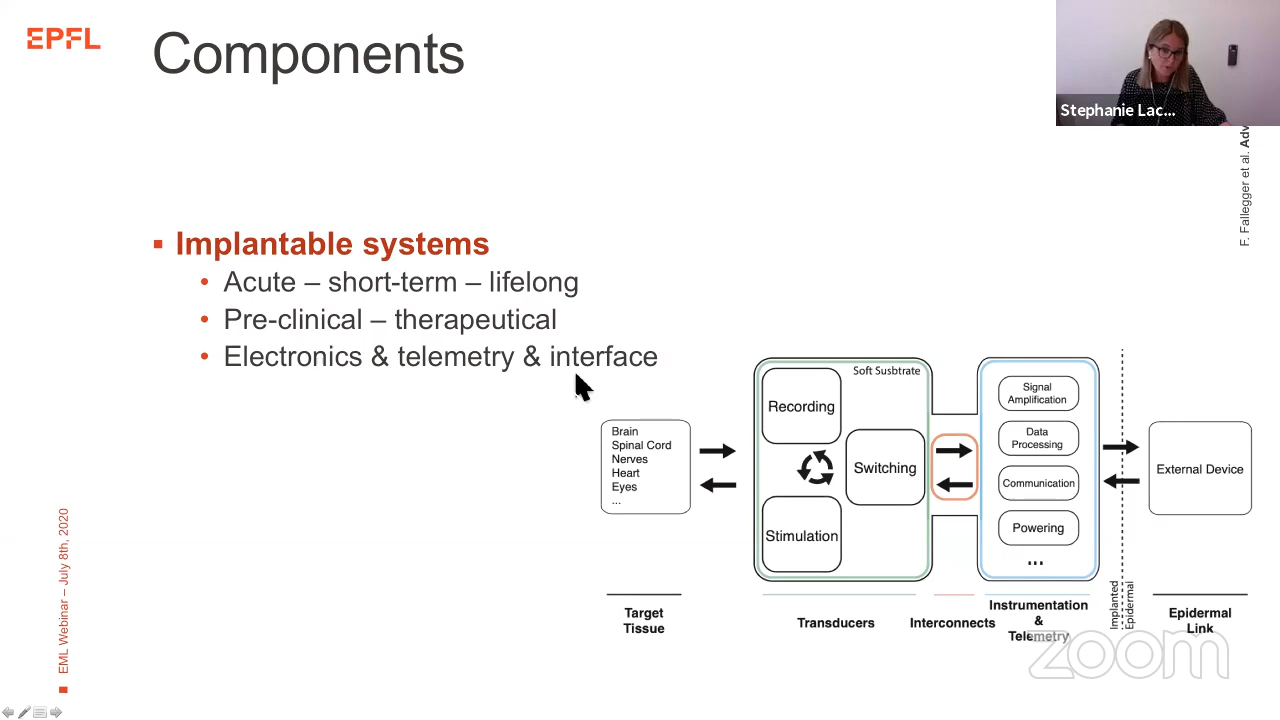 EPFL
Components
Stephanie Lac...
F. Fallegger et al. Adv
Implantable systems
Acute – short-term – lifelong
Pre-clinical – therapeutical
Electronics & telemetry & interface
Soft Susbtrate
Recording
Switching
Stimulation
Brain
Spinal Cord
Nerves
Heart
Eyes
...
Signal
Amplification
Data
Processing
Communication
Powering
...
External Device
Implanted
Epidermal
Target
Tissue
Transducers
Interconnects
Instrumentation
&
Telemetry
Epidermal
Link
EML Webinar – July 8th, 2020
zoom